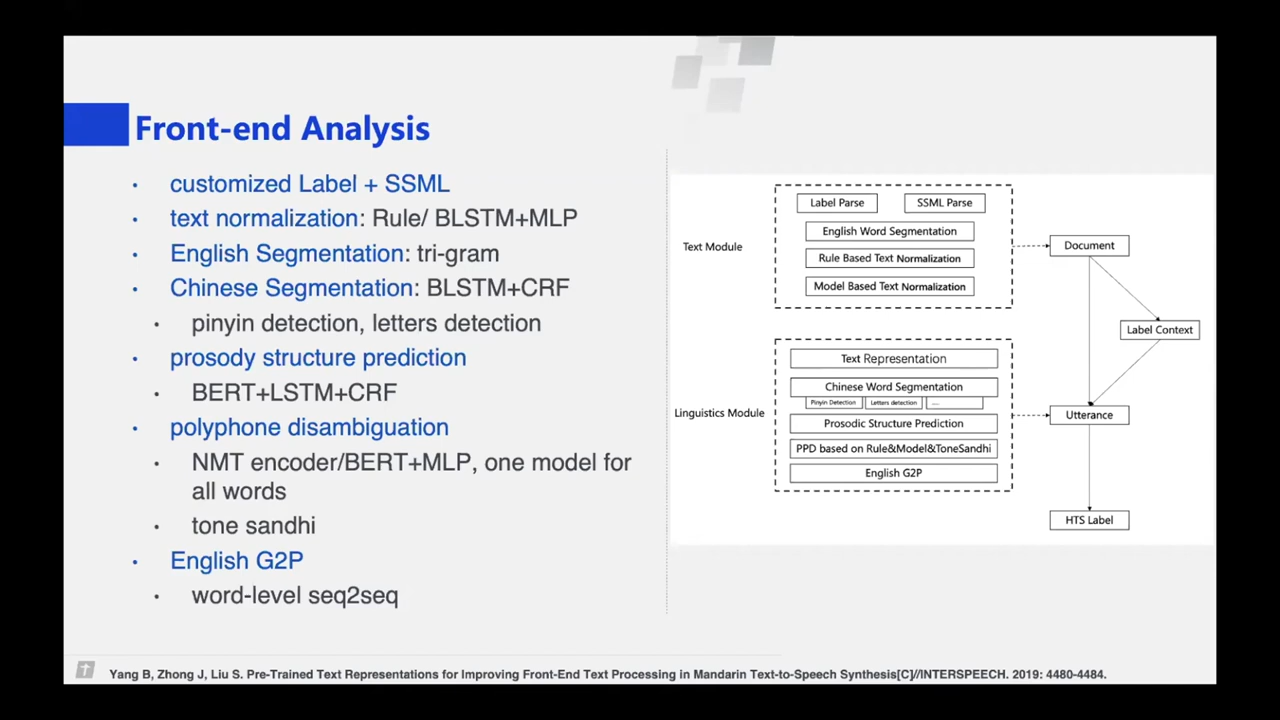 Front-end Analysis
• customized Label + SSML
• text normalization: Rule/ BLSTM+MLP
• English Segmentation: tri-gram
• Chinese Segmentation: BLSTM+CRF
• pinyin detection, letters detection
• prosody structure prediction
• BERT+LSTM+CRF
• polyphone disambiguation
• NMT encoder/BERT+MLP, one model for
all words
• tone sandhi
• English G2P
• word-level seq2seq
Text Module
Label Parse
SSML Parse
English Word Segmentation
Rule Based Text Normalization
Model Based Text Normalization
Document
Label Context
Linguistics Module
Text Representation
Chinese Word Segmentation
Pinyin Detection
Letters detection
....
Prosodic Structure Prediction
PPD based on Rule&Model&ToneSandhi
English G2P
Utterance
HTS Label
Yang B, Zhong J, Liu S. Pre-Trained Text Representations for Improving Front-End Text Processing in Mandarin Text-to-Speech Synthesis[C]//INTERSPEECH. 2019: 4480-4484.